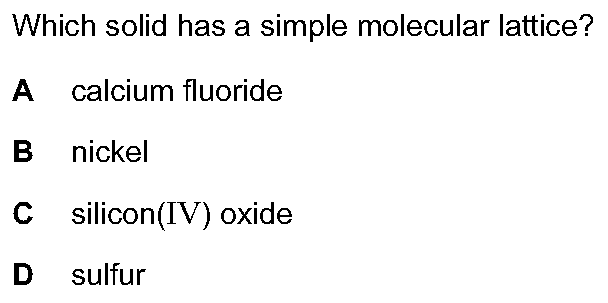 Which solid has a simple molecular lattice?
A calcium fluoride
B nickel
C silicon(IV) oxide
D sulfur